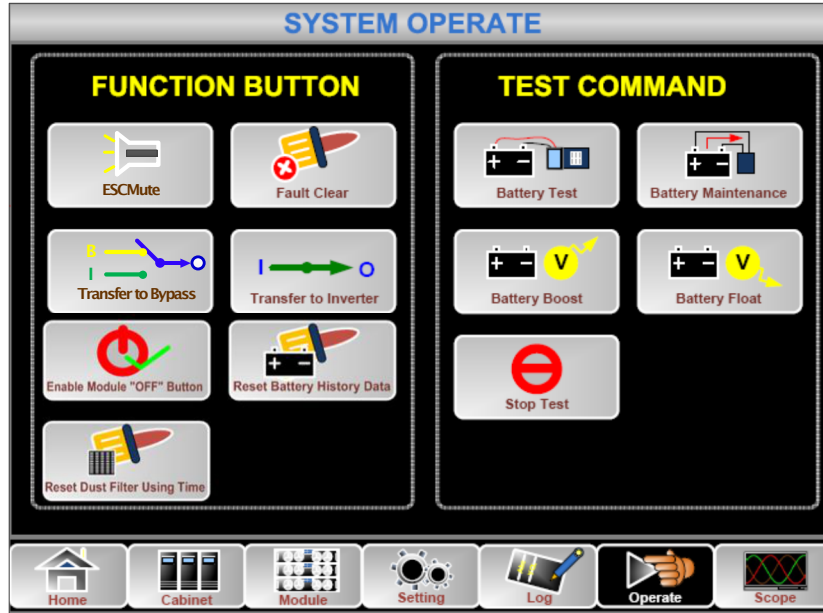 SYSTEM OPERATE
FUNCTION BUTTON
ESCMute
Fault Clear
B
I
Transfer to Bypass
I O
Transfer to Inverter
Enable Module "OFF" Button
Reset Battery History Data
Reset Dust Filter Using Time
TEST COMMAND
+ −
Battery Test
+ −
Battery Maintenance
+ − V
Battery Boost
+ − V
Battery Float
Stop Test
Home
Cabinet
Module
Setting
Log
Operate
Scope